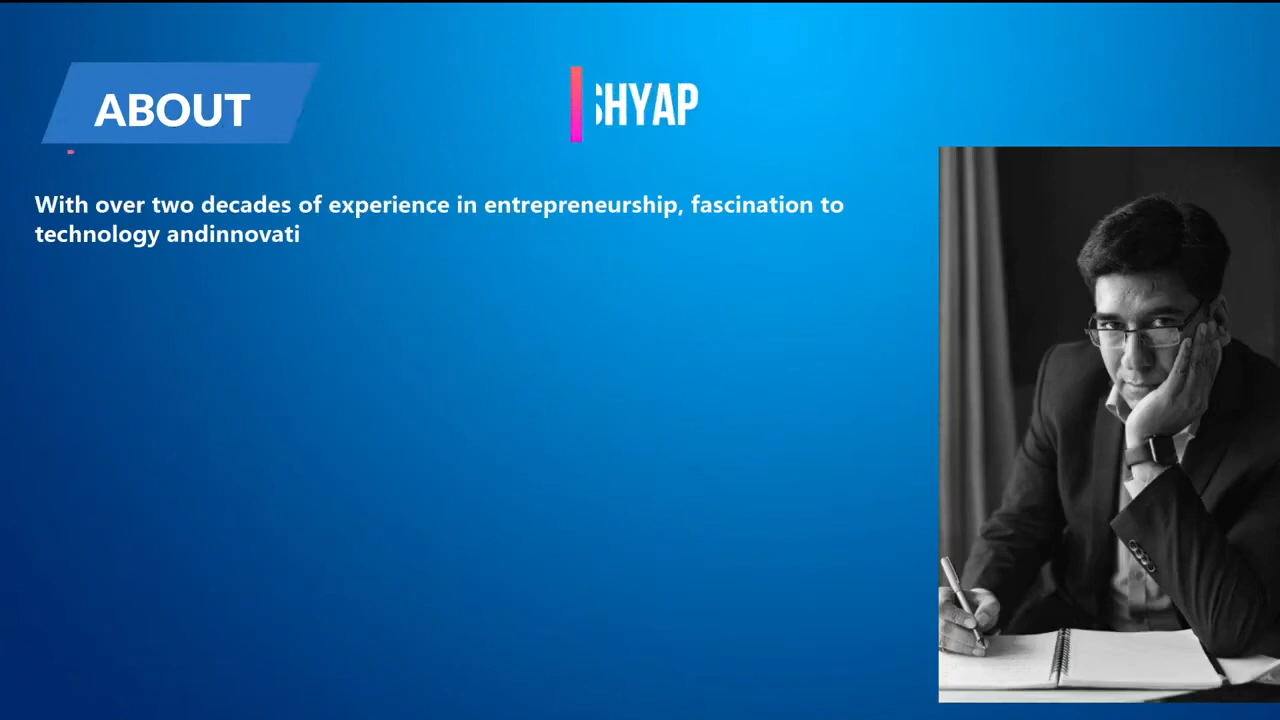 ABOUT
SHYAP
With over two decades of experience in entrepreneurship, fascination to
technology andinnovati